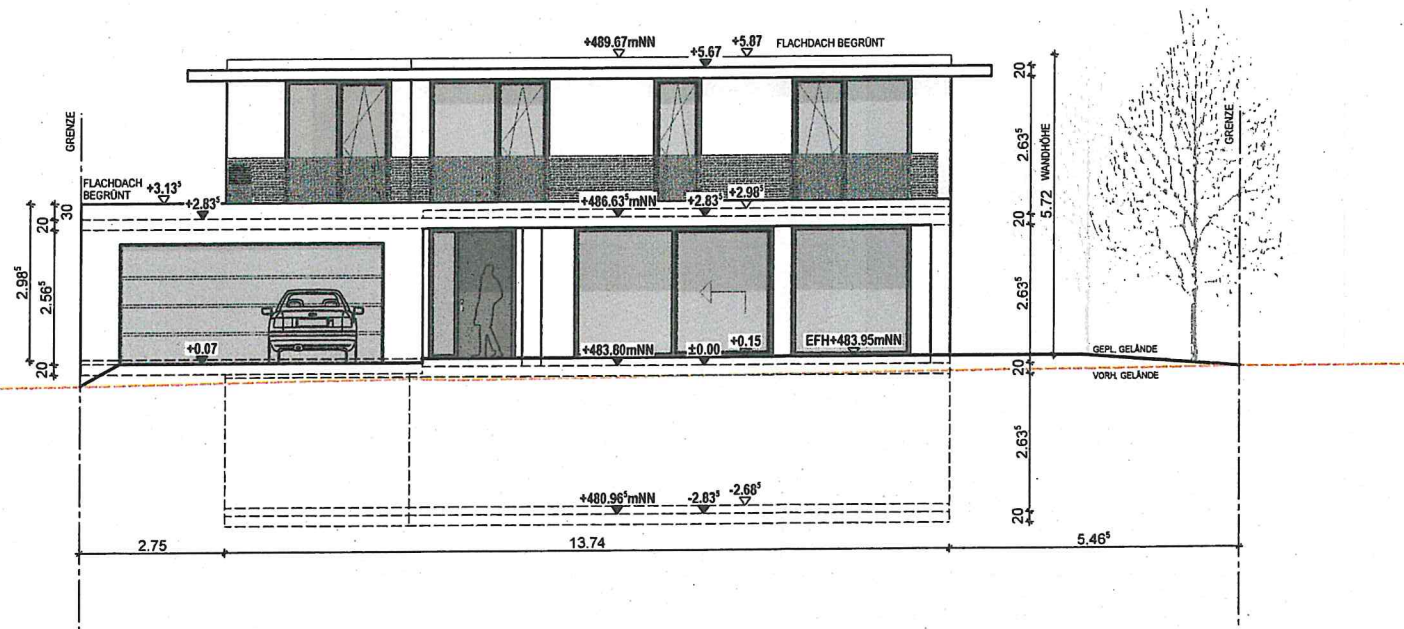 +489.67mNN
+5.67
+5.87
FLACHDACH BEGRÜNT
GRENZE
FLACHDACH
BEGRÜNT
+3.13⁵
+2.83⁵
30
20
2.98⁵
2.56⁵
20
+486.63⁵mNN
+2.83⁵
+2.98⁵
+0.07
+483.80mNN
±0.00
+0.15
EFH+483.95mNN
20
2.63⁵
20
2.63⁵
20
2.63⁵
20
5.72 WANDHÖHE
GRENZE
GEPL. GELÄNDE
VORH. GELÄNDE
+480.96⁵mNN
-2.83⁵
-2.68⁵
2.75
13.74
5.46⁵